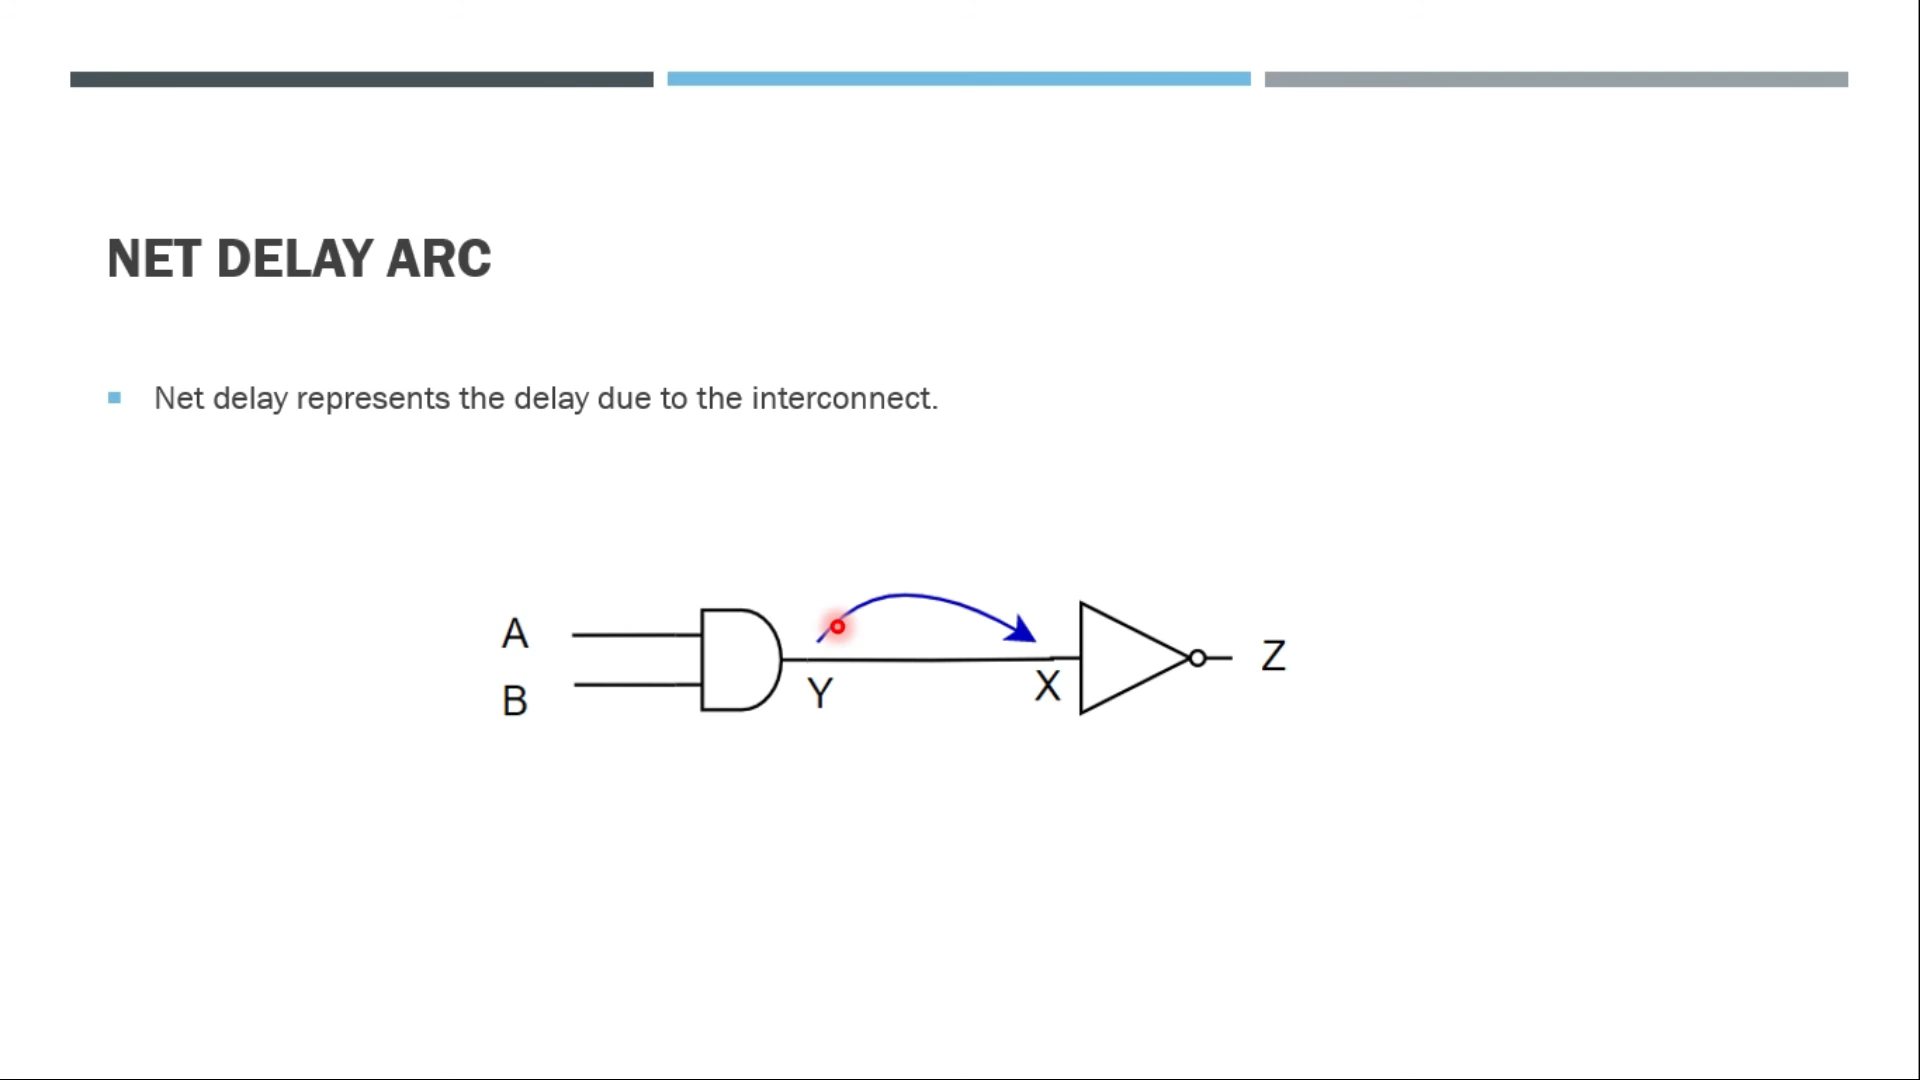 NET DELAY ARC
Net delay represents the delay due to the interconnect.
A
B
Y
X
Z